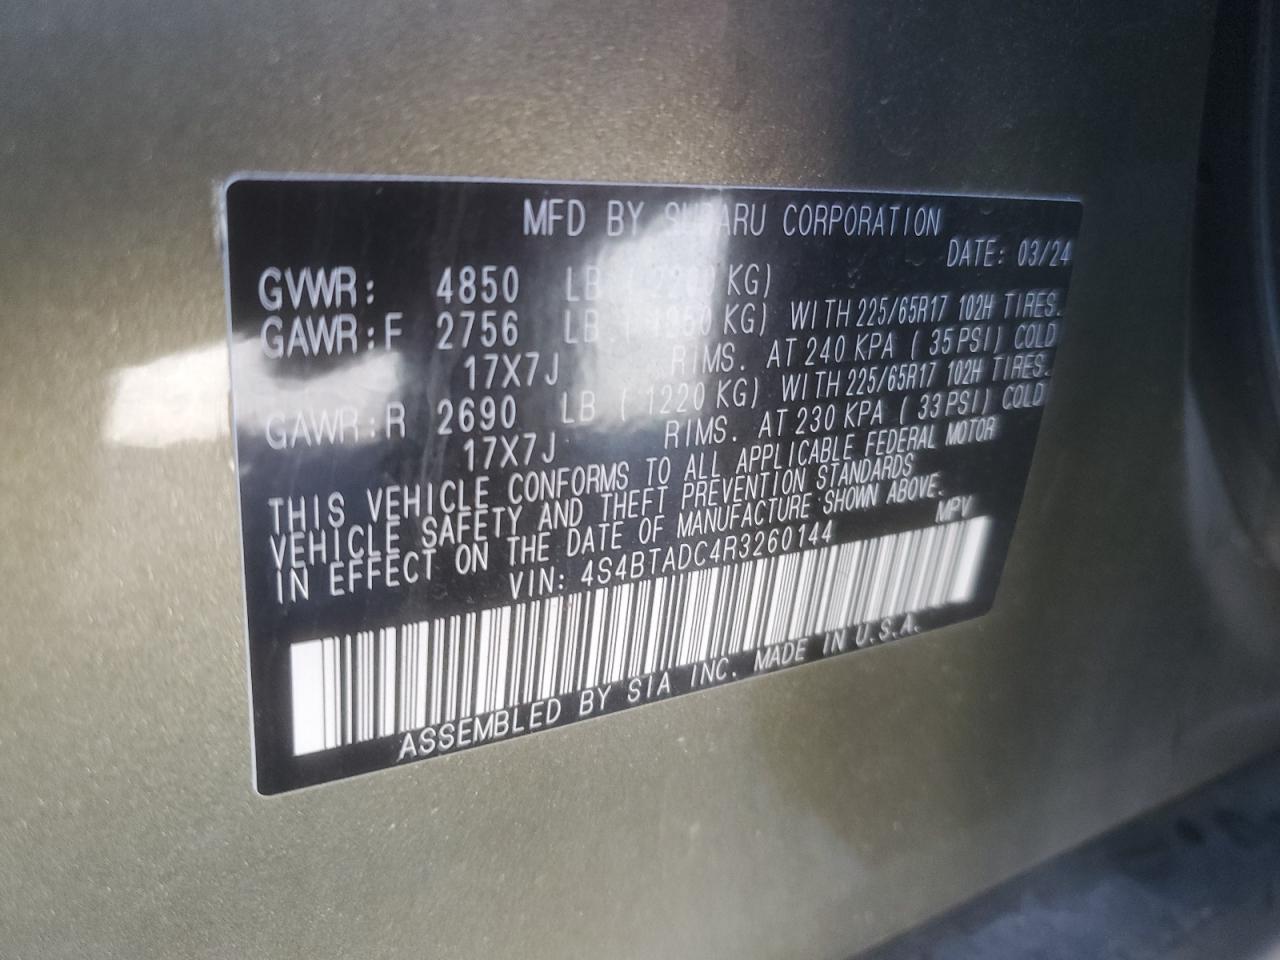 MFD BY SUBARU CORPORATION
DATE: 03/24
GVWR: 4850 LB ( 2200 KG)
GAWR:F 2756 LB ( 1250 KG) WITH 225/65R17 102H TIRES.
17X7J RIMS. AT 240 KPA ( 35 PSI) COLD
GAWR:R 2690 LB ( 1220 KG) WITH 225/65R17 102H TIRES.
17X7J RIMS. AT 230 KPA ( 33 PSI) COLD
THIS VEHICLE CONFORMS TO ALL APPLICABLE FEDERAL MOTOR
VEHICLE SAFETY AND THEFT PREVENTION STANDARDS
IN EFFECT ON THE DATE OF MANUFACTURE SHOWN ABOVE.
VIN: 4S4BTADC4R3260144 MPV
ASSEMBLED BY SIA INC. MADE IN U.S.A.